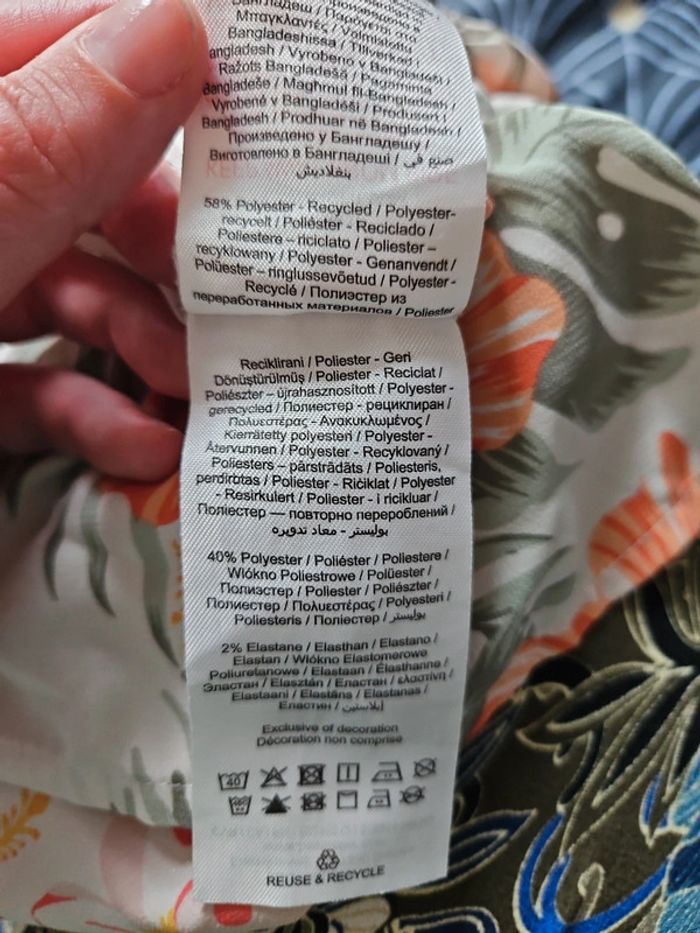 Бангладеш / Παράγεται στο
Μπαγκλαντές / Valmistettu
Bangladeshissa / Tillverkad i
Bangladesh / Vyrobeno v Bangladéši /
Ražots Bangladešā / Pagaminta
Bangladeše / Magħmul fil-Bangladesh /
Vyrobené v Bangladéši / Produsert i
Bangladesh / Prodhuar në Bangladesh /
Произведено у Бангладешу /
Виготовлено в Бангладеші / صنع في
بنغلاديش
58% Polyester - Recycled / Polyester-
recycelt / Poliéster - Reciclado /
Poliestere – riciclato / Poliester –
recyklowany / Polyester - Genanvendt /
Polüester – ringlussevõetud / Polyester -
Recyclé / Полиэстер из
переработанных материалов / Poliester
Reciklirani / Poliester - Geri
Dönüştürülmüş / Poliester - Reciclat /
Poliészter – újrahasznosított / Polyester -
gerecycled / Полиестер - рециклиран /
Πολυεστέρας - Ανακυκλωμένος /
Kierrätetty polyesteri / Polyester -
Återvunnen / Polyester - Recyklovaný /
Poliesters – pārstrādāts / Poliesteris,
perdirbtas / Poliester - Riċiklat / Polyester
- Resirkulert / Poliester - i ricikluar /
Поліестер — повторно перероблений /
بوليستر - معاد تدويره
40% Polyester / Poliéster / Poliestere /
Włókno Poliestrowe / Polüester /
Полиэстер / Poliester / Poliészter /
Полиестер / Πολυεστέρας / Polyesteri /
Poliesteris / Поліестер / بوليستر
2% Elastane / Elasthan / Elastano /
Elastan / Włókno Elastomerowe
Poliuretanowe / Elastaan / Élasthanne /
Эластан / Elasztán / Еластан / ελαστίνη /
Elastaani / Elastāns / Elastanas /
Еластин / إيلاستين
Exclusive of decoration
Décoration non comprise
40
REUSE & RECYCLE